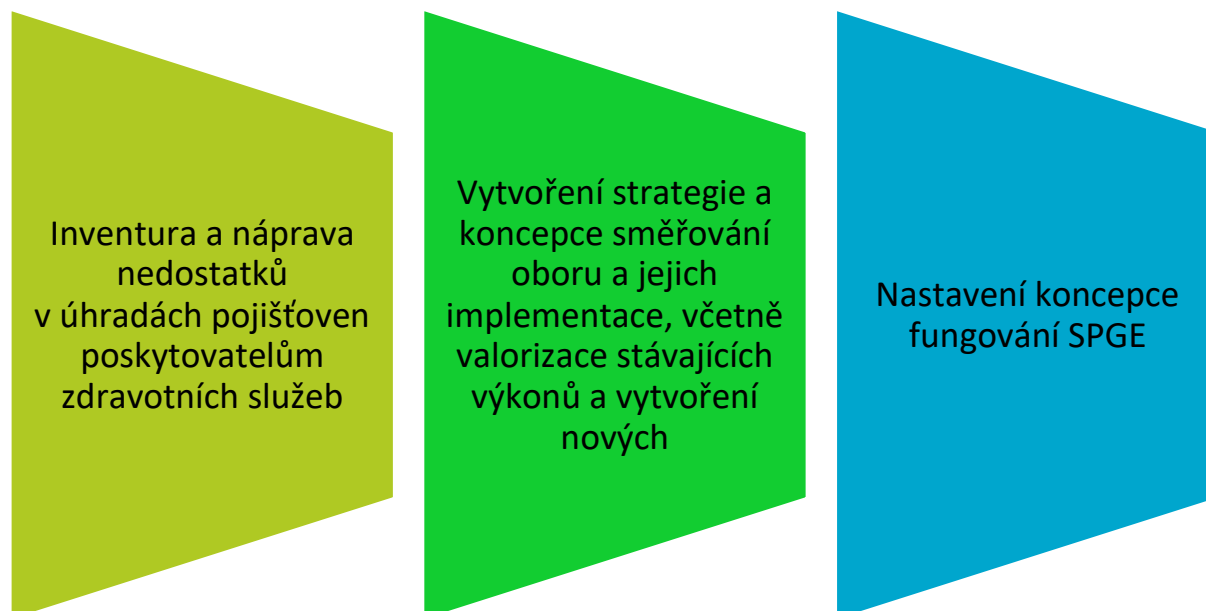 Inventura a náprava
nedostatků
v úhradách pojišťoven
poskytovatelům
zdravotních služeb
Vytvoření strategie a
koncepce směřování
oboru a jejich
implementace, včetně
valorizace stávajících
výkonů a vytvoření
nových
Nastavení koncepce
fungování SPGE